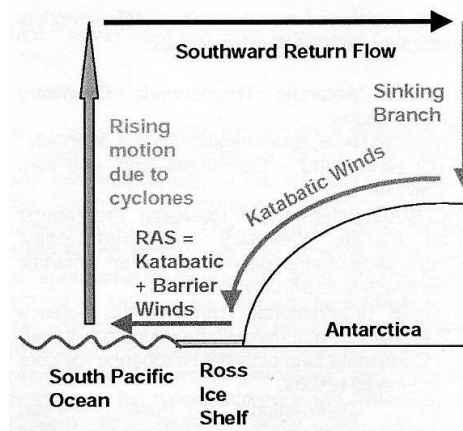 Southward Return Flow
Sinking
Branch
Rising
motion
due to
cyclones
Katabatic Winds
RAS =
Katabatic
+ Barrier
Winds
Antarctica
South Pacific
Ocean
Ross
Ice
Shelf